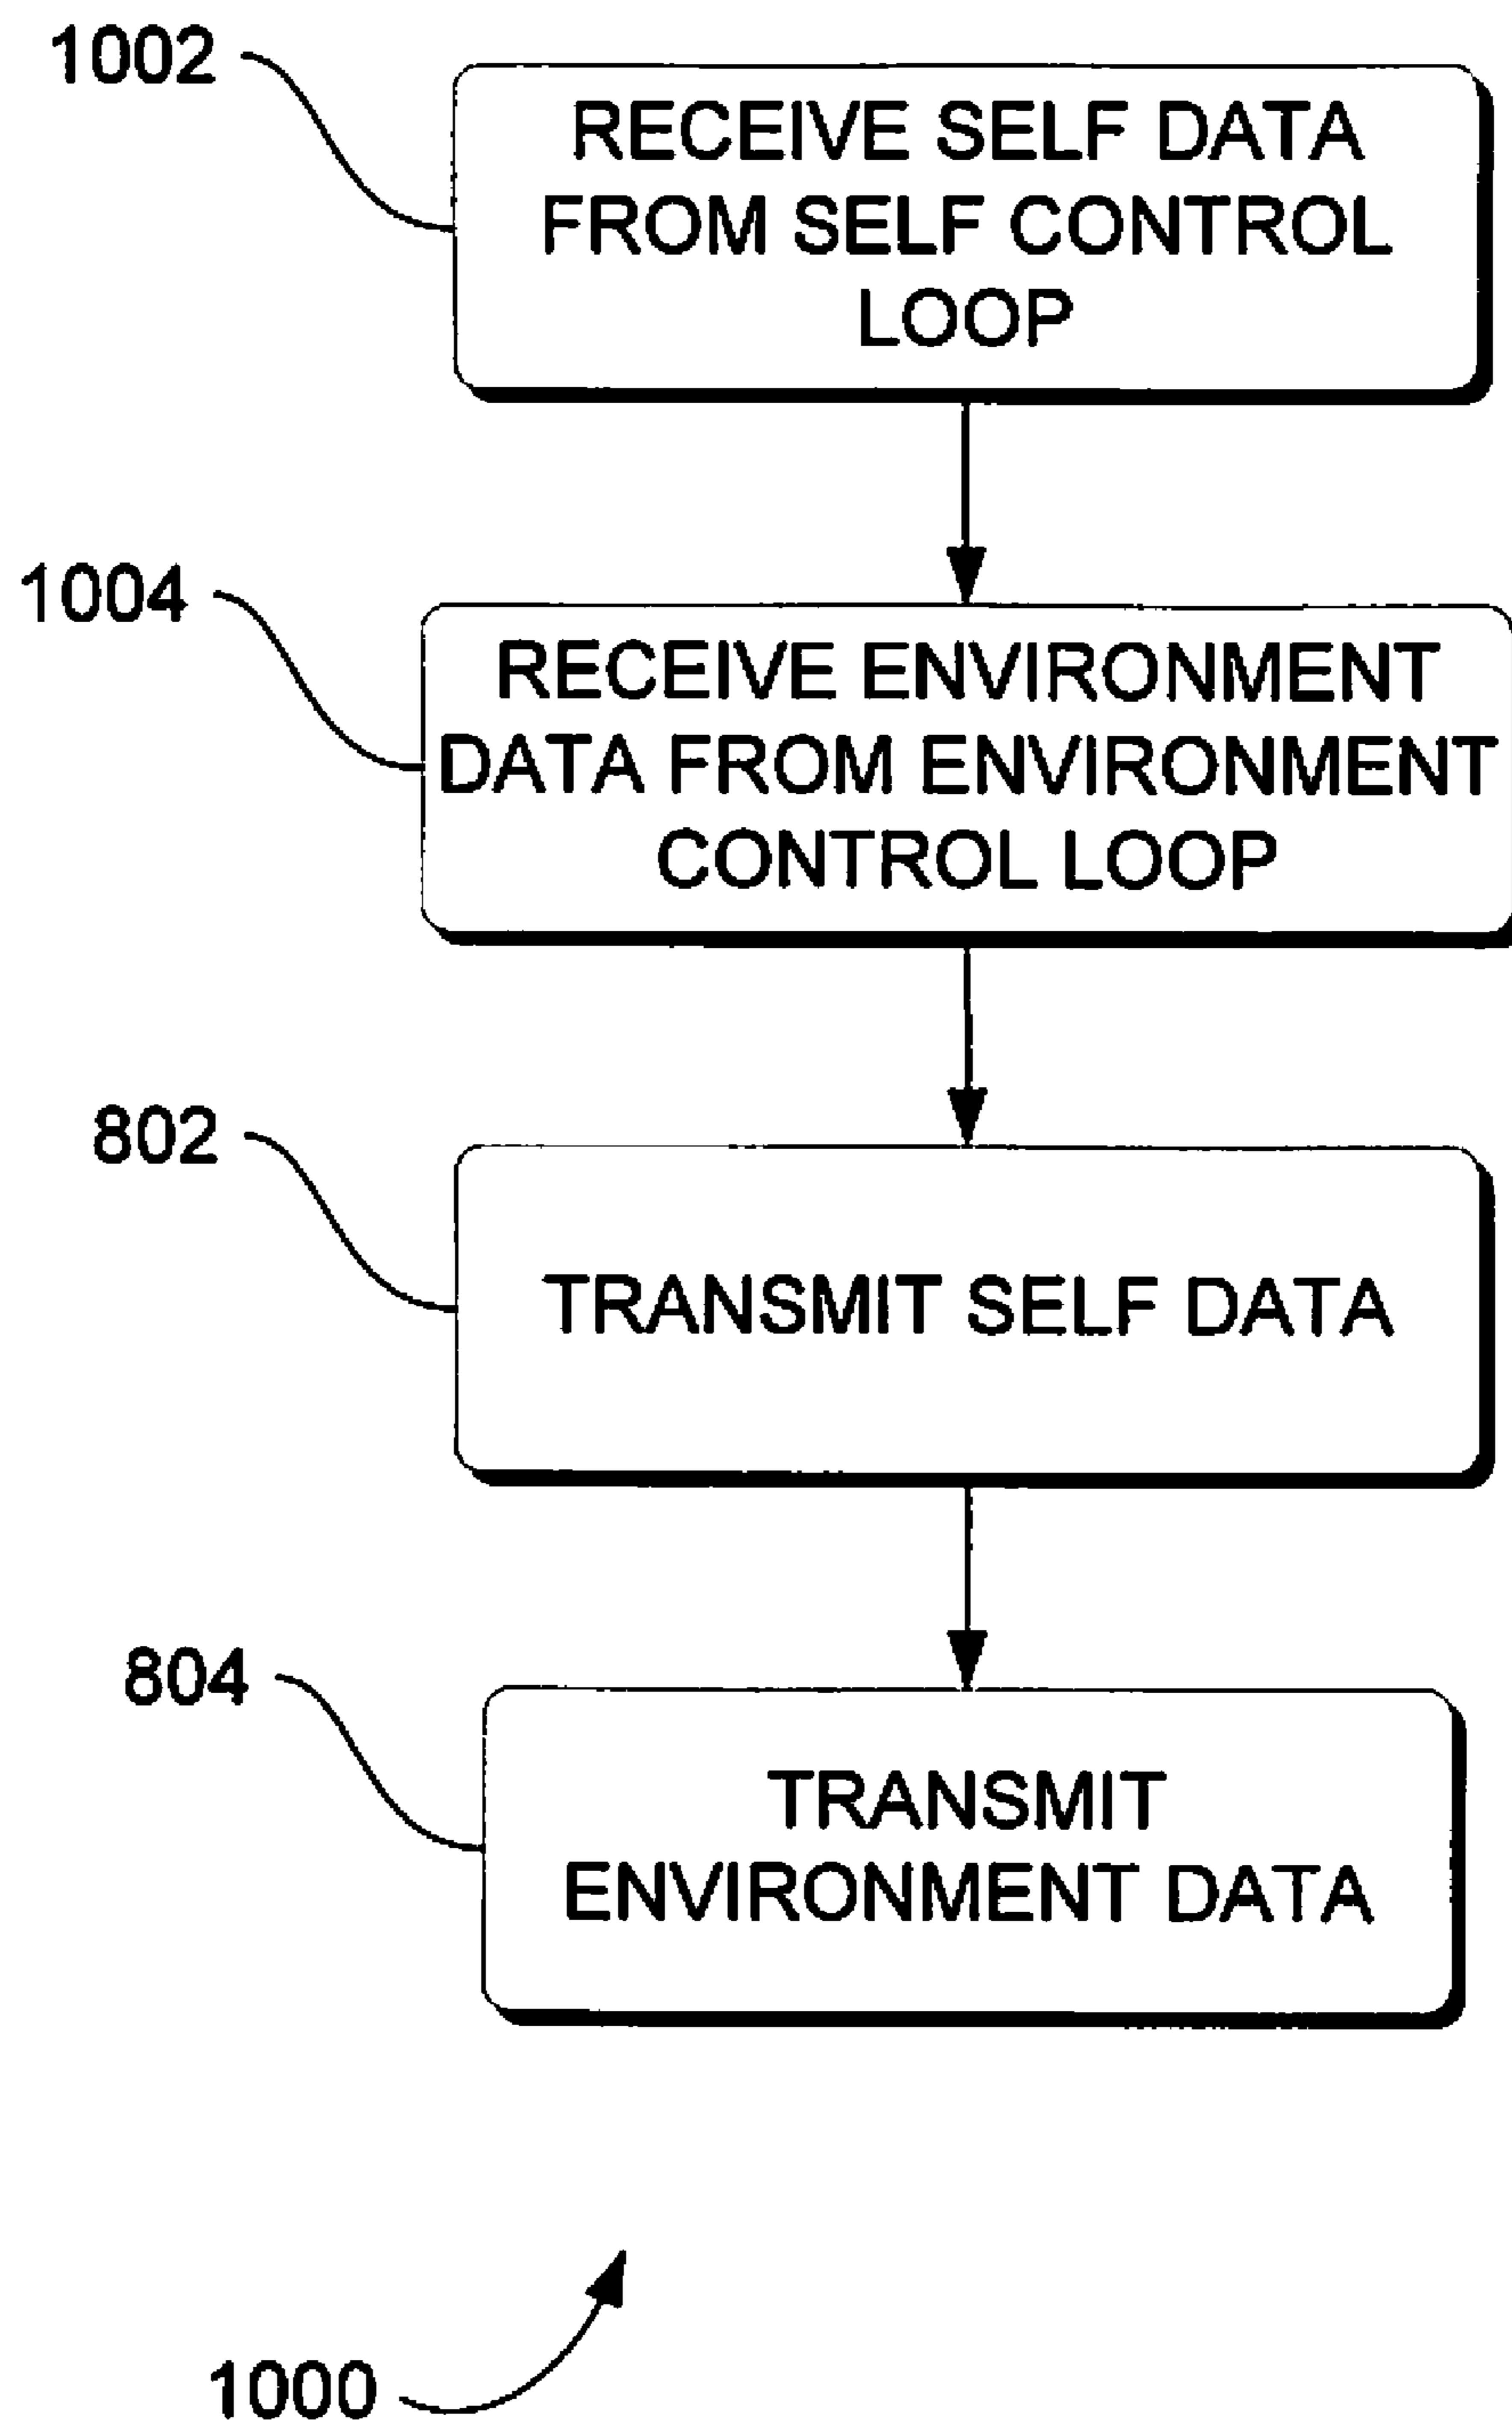 1002
RECEIVE SELF DATA
FROM SELF CONTROL
LOOP
1004
RECEIVE ENVIRONMENT
DATA FROM ENVIRONMENT
CONTROL LOOP
802
TRANSMIT SELF DATA
804
TRANSMIT
ENVIRONMENT DATA
1000